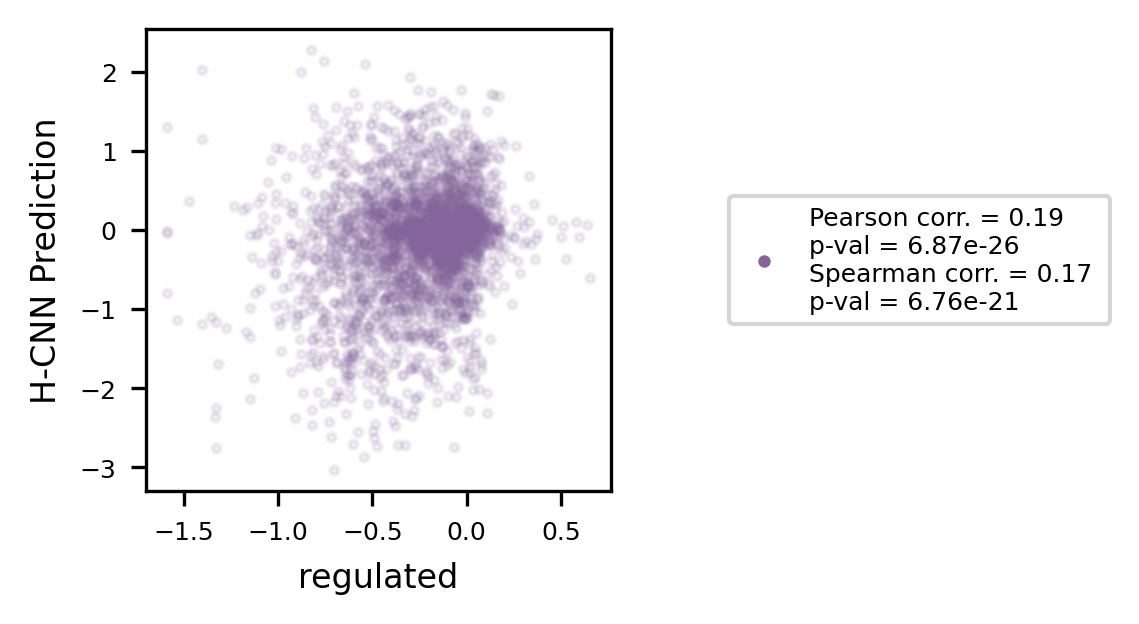 2
1
0
−1
−2
−3
H-CNN Prediction
−1.5 −1.0 −0.5 0.0 0.5
regulated
Pearson corr. = 0.19
p-val = 6.87e-26
Spearman corr. = 0.17
p-val = 6.76e-21